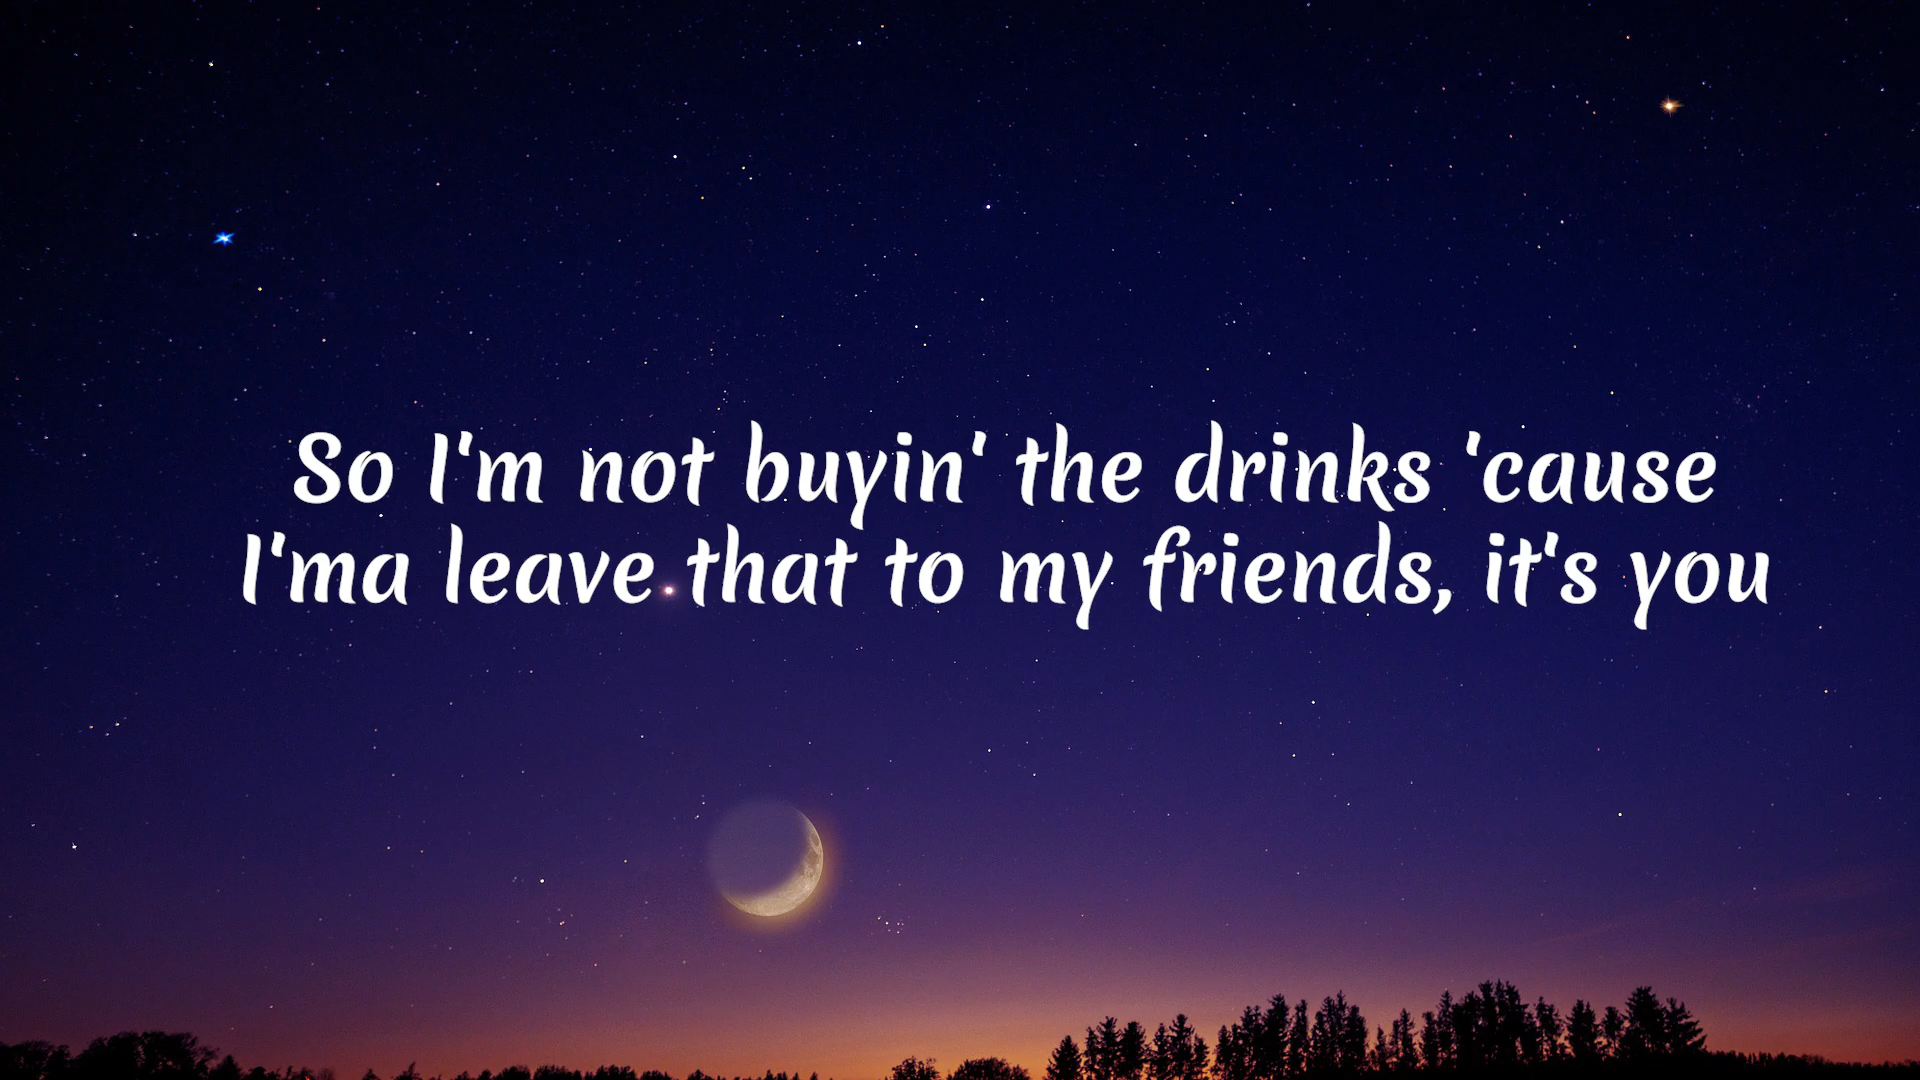 So I'm not buyin' the drinks 'cause
I'ma leave that to my friends, it's you